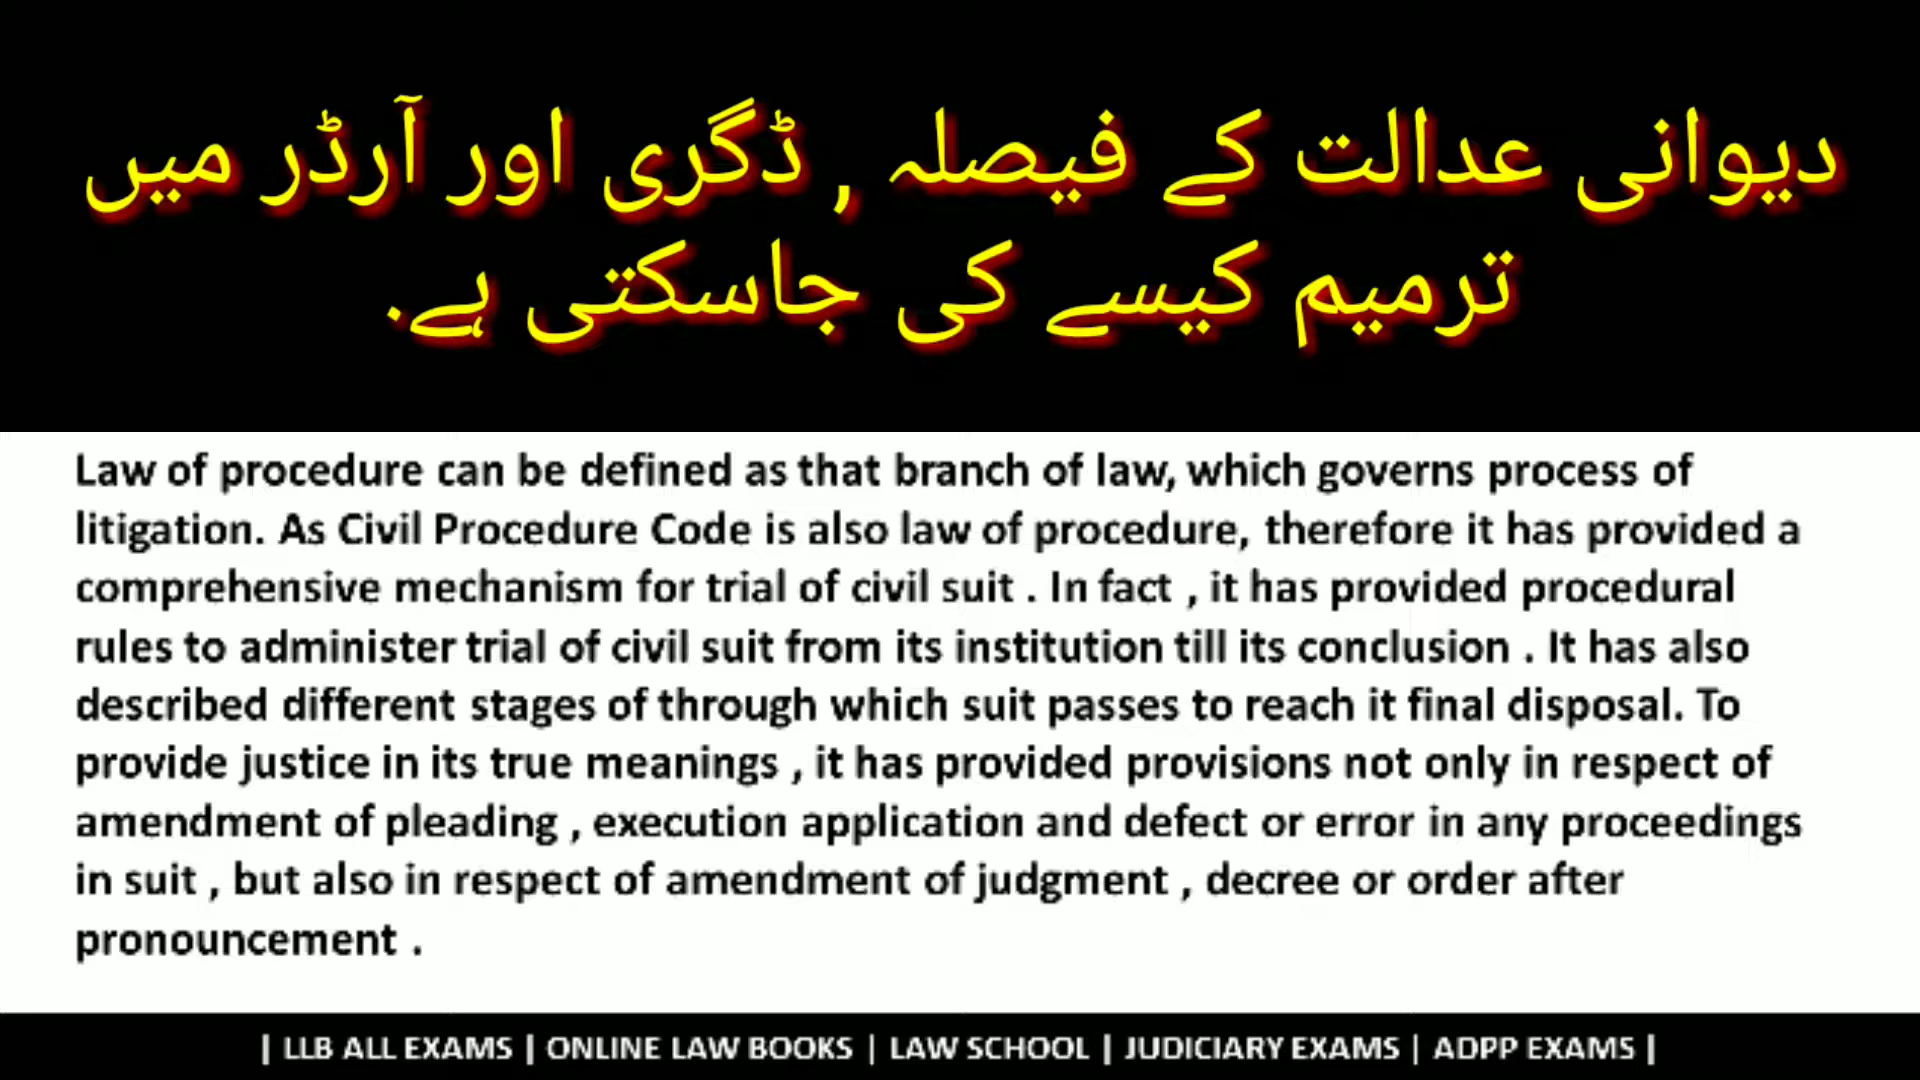 دیوانی عدالت کے فیصلہ , ڈگری اور آرڈر میں
ترمیم کیسے کی جاسکتی ہے.
Law of procedure can be defined as that branch of law, which governs process of
litigation. As Civil Procedure Code is also law of procedure, therefore it has provided a
comprehensive mechanism for trial of civil suit . In fact , it has provided procedural
rules to administer trial of civil suit from its institution till its conclusion . It has also
described different stages of through which suit passes to reach it final disposal. To
provide justice in its true meanings , it has provided provisions not only in respect of
amendment of pleading , execution application and defect or error in any proceedings
in suit , but also in respect of amendment of judgment , decree or order after
pronouncement .
| LLB ALL EXAMS | ONLINE LAW BOOKS | LAW SCHOOL | JUDICIARY EXAMS | ADPP EXAMS |